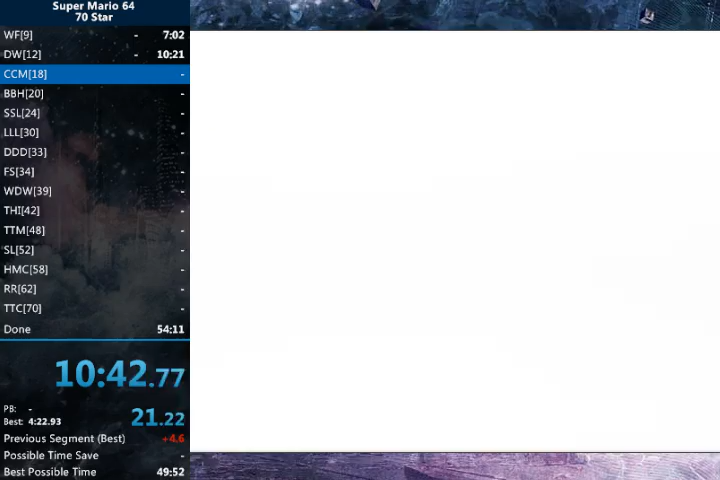 Super Mario 64
70 Star
WF[9] - 7:02
DW[12] - 10:21
CCM[18] -
BBH[20] -
SSL[24] -
LLL[30] -
DDD[33] -
FS[34] -
WDW[39] -
THI[42] -
TTM[48] -
SL[52] -
HMC[58] -
RR[62] -
TTC[70] -
Done 54:11
10:42.77
PB: -
Best: 4:22.93 21.22
Previous Segment (Best) +4.6
Possible Time Save -
Best Possible Time 49:52